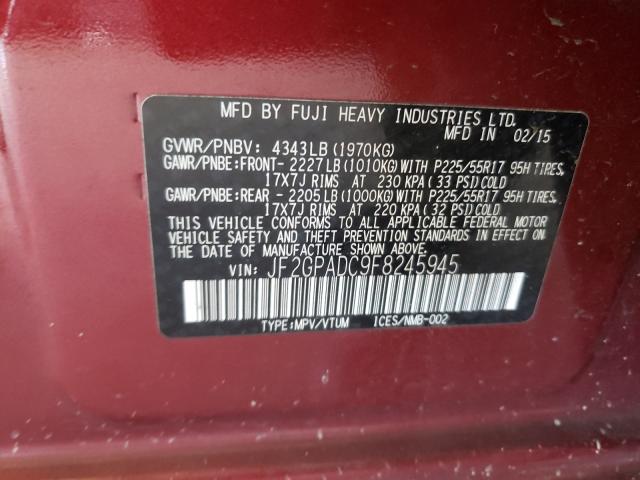 MFD BY FUJI HEAVY INDUSTRIES LTD.
MFD IN 02/15
GVWR/PNBV: 4343LB (1970KG)
GAWR/PNBE:FRONT- 2227LB (1010KG) WITH P225/55R17 95H TIRES,
17X7J RIMS AT 230 KPA (33 PSI) COLD
GAWR/PNBE:REAR - 2205LB (1000KG) WITH P225/55R17 95H TIRES,
17X7J RIMS AT 220 KPA (32 PSI) COLD
THIS VEHICLE CONFORMS TO ALL APPLICABLE FEDERAL MOTOR
VEHICLE SAFETY AND THEFT PREVENTION STANDARDS IN EFFECT ON
THE DATE OF MANUFACTURE SHOWN ABOVE.
VIN: JF2GPADC9F8245945
TYPE:MPV/VTUM ICES/NMB-002